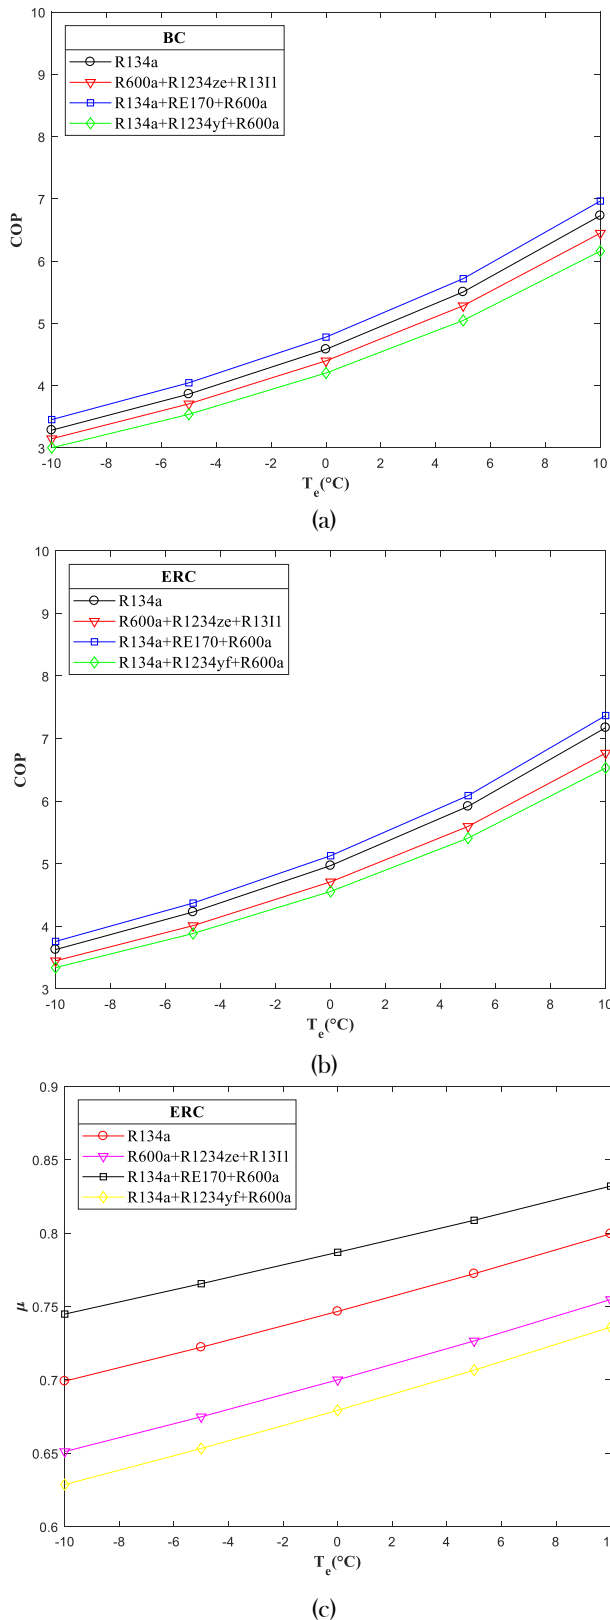 10
9
8
7
6
5
4
3
COP
BC
R134a
R600a+R1234ze+R13I1
R134a+RE170+R600a
R134a+R1234yf+R600a
-10 -8 -6 -4 -2 0 2 4 6 8 10
T_e(°C)
(a)
10
9
8
7
6
5
4
3
COP
ERC
R134a
R600a+R1234ze+R13I1
R134a+RE170+R600a
R134a+R1234yf+R600a
-10 -8 -6 -4 -2 0 2 4 6 8 10
T_e(°C)
(b)
0.9
0.85
0.8
0.75
0.7
0.65
0.6
μ
ERC
R134a
R600a+R1234ze+R13I1
R134a+RE170+R600a
R134a+R1234yf+R600a
-10 -8 -6 -4 -2 0 2 4 6 8 10
T_e(°C)
(c)